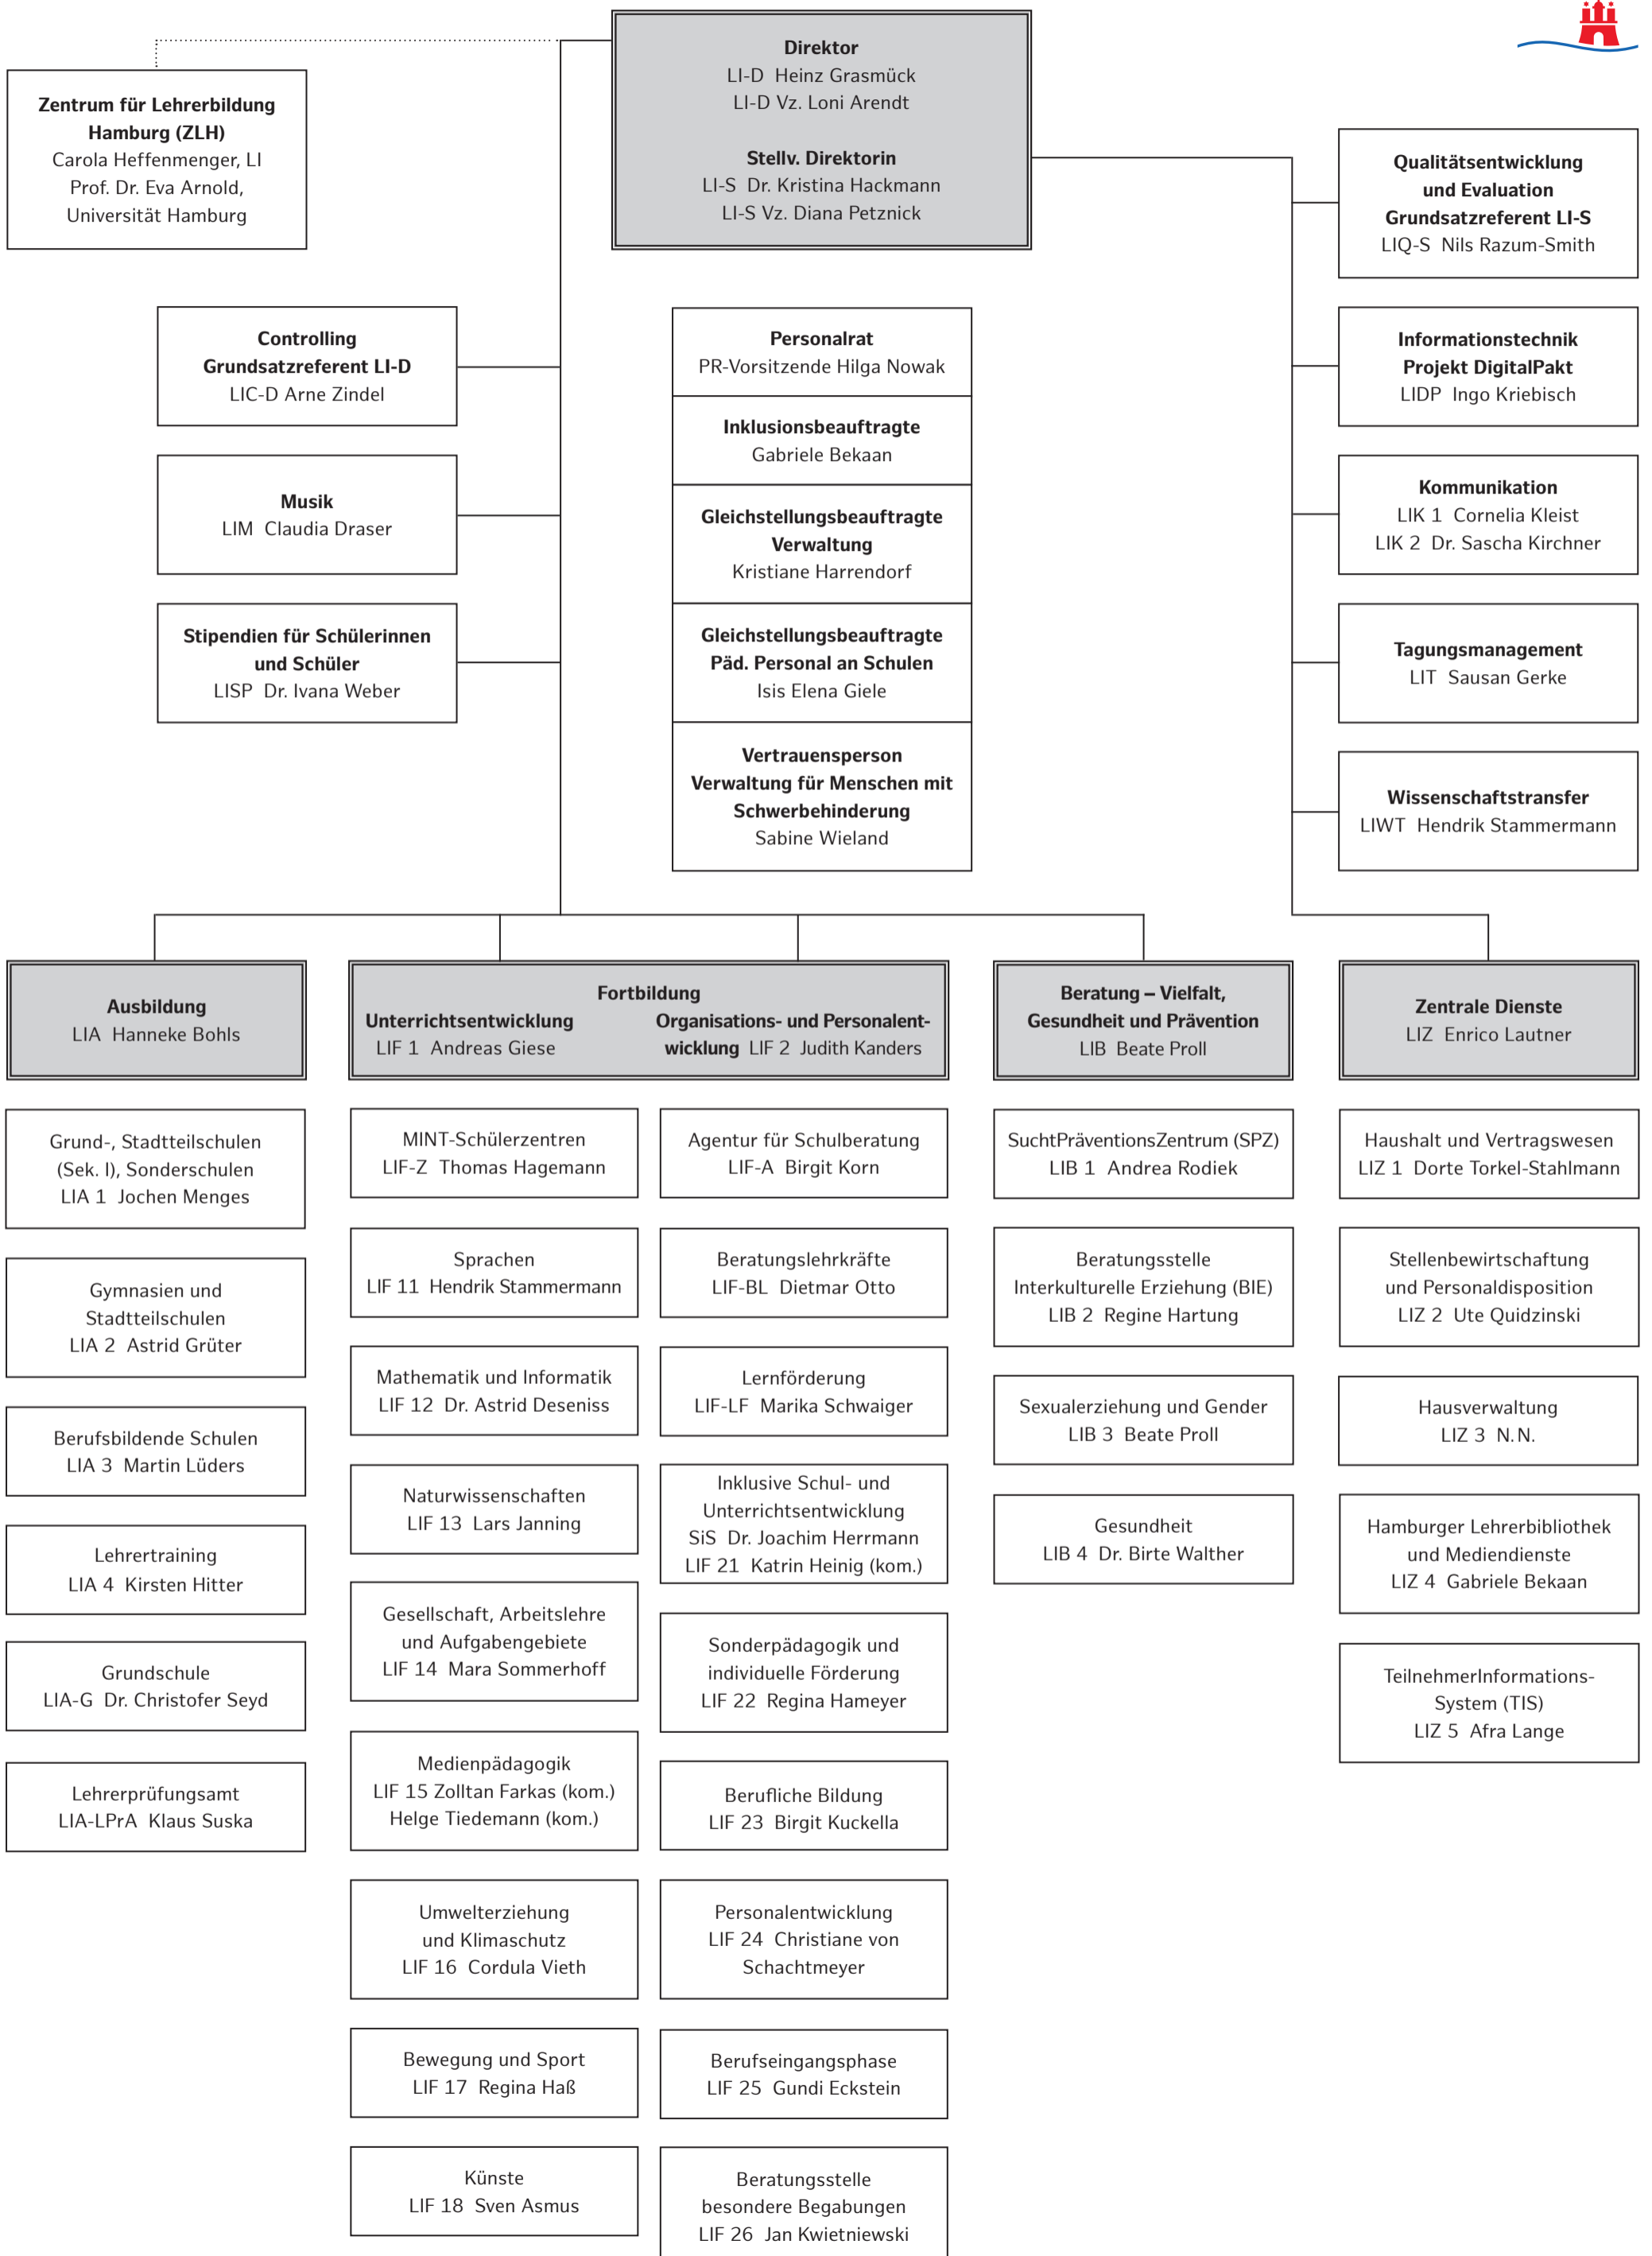 Direktor
LI-D Heinz Grasmück
LI-D Vz. Loni Arendt
Stellv. Direktorin
LI-S Dr. Kristina Hackmann
LI-S Vz. Diana Petznick
Zentrum für Lehrerbildung
Hamburg (ZLH)
Carola Heffenmenger, LI
Prof. Dr. Eva Arnold,
Universität Hamburg
Qualitätsentwicklung
und Evaluation
Grundsatzreferent LI-S
LIQ-S Nils Razum-Smith
Controlling
Grundsatzreferent LI-D
LIC-D Arne Zindel
Musik
LIM Claudia Draser
Stipendien für Schülerinnen
und Schüler
LISP Dr. Ivana Weber
Personalrat
PR-Vorsitzende Hilga Nowak
Inklusionsbeauftragte
Gabriele Bekaan
Gleichstellungsbeauftragte
Verwaltung
Kristiane Harrendorf
Gleichstellungsbeauftragte
Päd. Personal an Schulen
Isis Elena Giele
Vertrauensperson
Verwaltung für Menschen mit
Schwerbehinderung
Sabine Wieland
Informationstechnik
Projekt DigitalPakt
LIDP Ingo Kriebisch
Kommunikation
LIK 1 Cornelia Kleist
LIK 2 Dr. Sascha Kirchner
Tagungsmanagement
LIT Sausan Gerke
Wissenschaftstransfer
LIWT Hendrik Stammermann
Ausbildung
LIA Hanneke Bohls
Grund-, Stadtteilschulen
(Sek. I), Sonderschulen
LIA 1 Jochen Menges
Gymnasien und
Stadtteilschulen
LIA 2 Astrid Grüter
Berufsbildende Schulen
LIA 3 Martin Lüders
Lehrertraining
LIA 4 Kirsten Hitter
Grundschule
LIA-G Dr. Christofer Seyd
Lehrerprüfungsamt
LIA-LPrA Klaus Suska
Fortbildung
Unterrichtsentwicklung
LIF 1 Andreas Giese
Organisations- und Personalent-
wicklung LIF 2 Judith Kanders
MINT-Schülerzentren
LIF-Z Thomas Hagemann
Sprachen
LIF 11 Hendrik Stammermann
Mathematik und Informatik
LIF 12 Dr. Astrid Deseniss
Naturwissenschaften
LIF 13 Lars Janning
Gesellschaft, Arbeitslehre
und Aufgabengebiete
LIF 14 Mara Sommerhoff
Medienpädagogik
LIF 15 Zolltan Farkas (kom.)
Helge Tiedemann (kom.)
Umwelterziehung
und Klimaschutz
LIF 16 Cordula Vieth
Bewegung und Sport
LIF 17 Regina Haß
Künste
LIF 18 Sven Asmus
Agentur für Schulberatung
LIF-A Birgit Korn
Beratungslehrkräfte
LIF-BL Dietmar Otto
Lernförderung
LIF-LF Marika Schwaiger
Inklusive Schul- und
Unterrichtsentwicklung
SiS Dr. Joachim Herrmann
LIF 21 Katrin Heinig (kom.)
Sonderpädagogik und
individuelle Förderung
LIF 22 Regina Hameyer
Berufliche Bildung
LIF 23 Birgit Kuckella
Personalentwicklung
LIF 24 Christiane von
Schachtmeyer
Berufseingangsphase
LIF 25 Gundi Eckstein
Beratungsstelle
besondere Begabungen
LIF 26 Jan Kwietniewski
Beratung – Vielfalt,
Gesundheit und Prävention
LIB Beate Proll
SuchtPräventionsZentrum (SPZ)
LIB 1 Andrea Rodiek
Beratungsstelle
Interkulturelle Erziehung (BIE)
LIB 2 Regine Hartung
Sexualerziehung und Gender
LIB 3 Beate Proll
Gesundheit
LIB 4 Dr. Birte Walther
Zentrale Dienste
LIZ Enrico Lautner
Haushalt und Vertragswesen
LIZ 1 Dorte Torkel-Stahlmann
Stellenbewirtschaftung
und Personaldisposition
LIZ 2 Ute Quidzinski
Hausverwaltung
LIZ 3 N.N.
Hamburger Lehrerbibliothek
und Mediendienste
LIZ 4 Gabriele Bekaan
TeilnehmerInformations-
System (TIS)
LIZ 5 Afra Lange